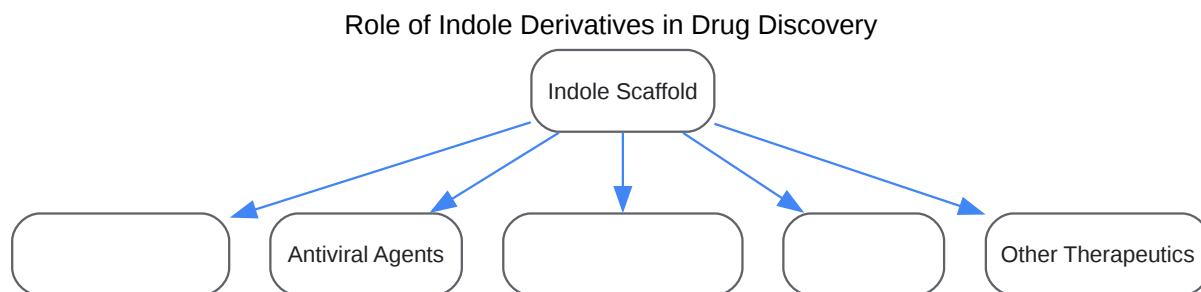 Role of Indole Derivatives in Drug Discovery
Indole Scaffold
Antiviral Agents
Other Therapeutics